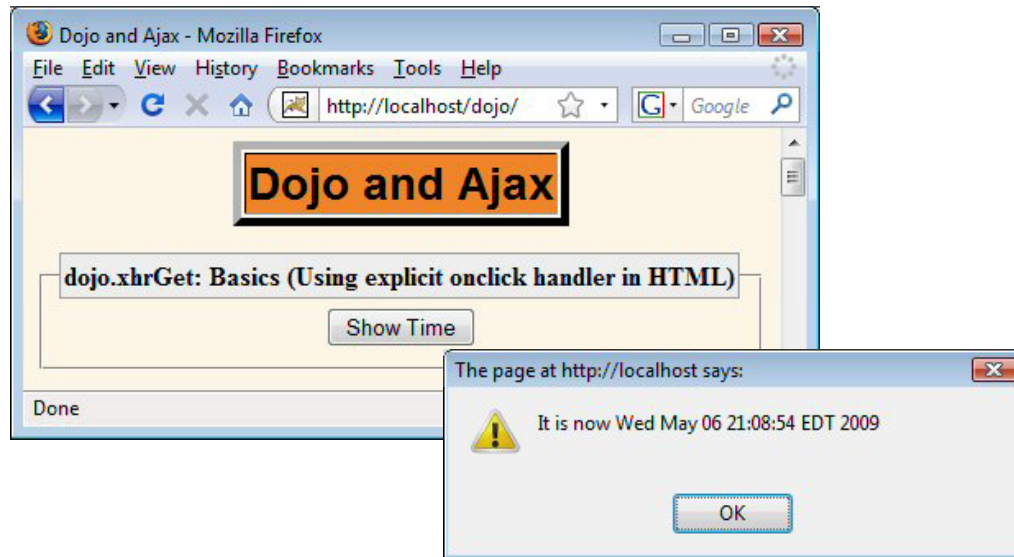 Dojo and Ajax - Mozilla Firefox
File Edit View History Bookmarks Tools Help
http://localhost/dojo/ G Google
Dojo and Ajax
dojo.xhrGet: Basics (Using explicit onclick handler in HTML)
Show Time
Done
The page at http://localhost says:
It is now Wed May 06 21:08:54 EDT 2009
OK